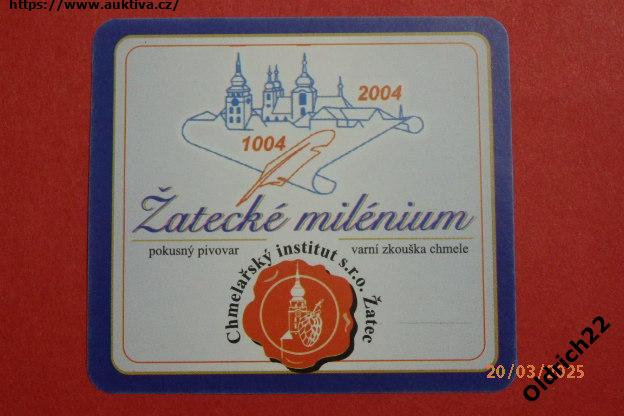 https://www.auktiva.cz/
2004
1004
Žatecké milénium
pokusný pivovar
varní zkouška chmele
Chmelařský institut s.r.o. Žatec
20/03/2025
Oldrich22